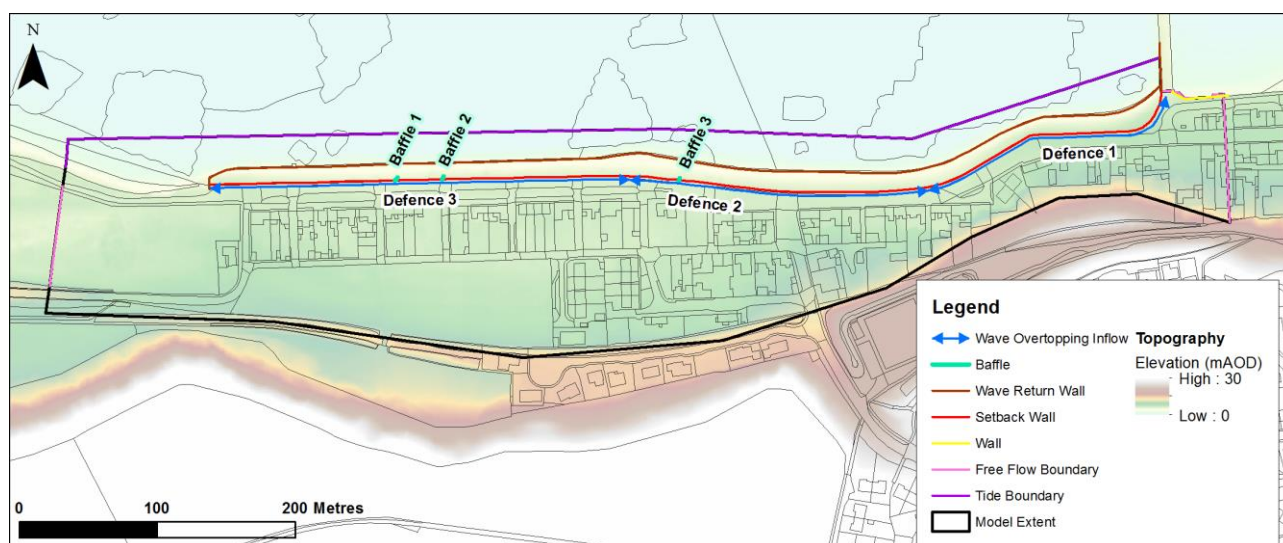 N
Baffle 1
Baffle 2
Baffle 3
Defence 3
Defence 2
Defence 1
Legend
Wave Overtopping Inflow
Baffle
Wave Return Wall
Setback Wall
Wall
Free Flow Boundary
Tide Boundary
Model Extent
Topography
Elevation (mAOD)
High : 30
Low : 0
0 100 200 Metres